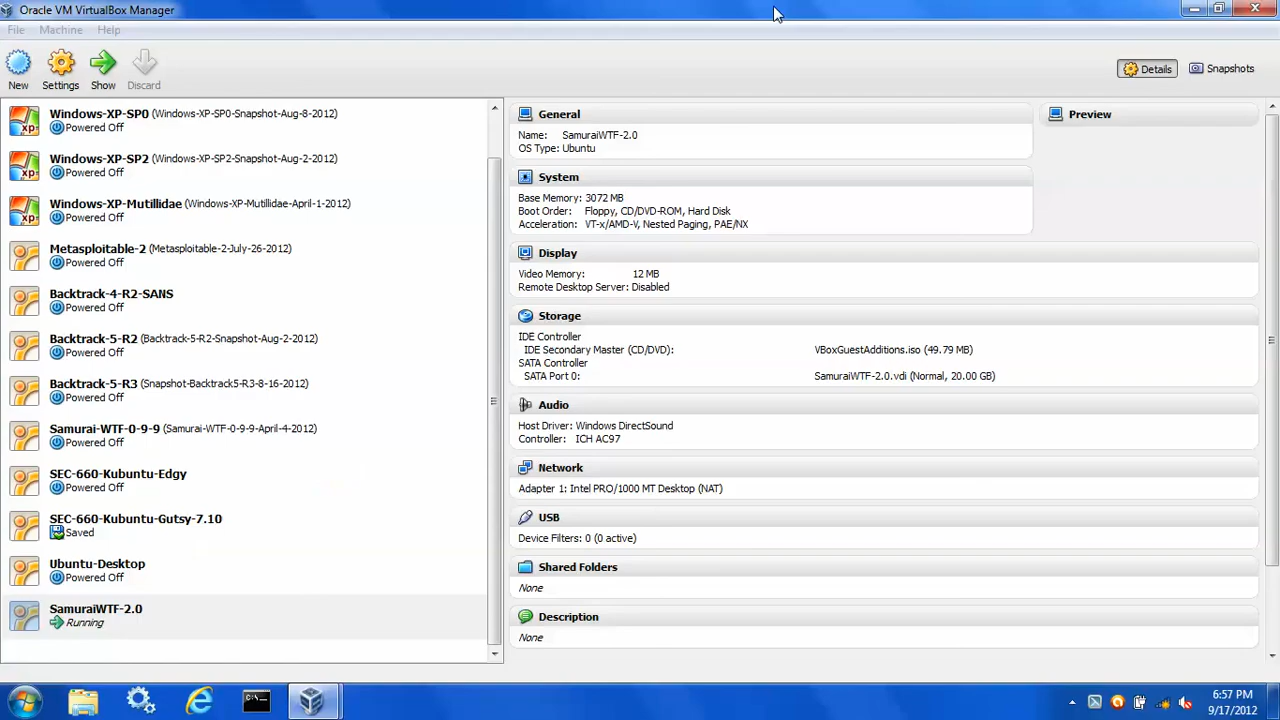 Oracle VM VirtualBox Manager
File Machine Help
New Settings Show Discard
Details Snapshots
Windows-XP-SP0 (Windows-XP-SP0-Snapshot-Aug-8-2012)
Powered Off
Windows-XP-SP2 (Windows-XP-SP2-Snapshot-Aug-2-2012)
Powered Off
Windows-XP-Mutillidae (Windows-XP-Mutillidae-April-1-2012)
Powered Off
Metasploitable-2 (Metasploitable-2-July-26-2012)
Powered Off
Backtrack-4-R2-SANS
Powered Off
Backtrack-5-R2 (Backtrack-5-R2-Snapshot-Aug-2-2012)
Powered Off
Backtrack-5-R3 (Snapshot-Backtrack5-R3-8-16-2012)
Powered Off
Samurai-WTF-0-9-9 (Samurai-WTF-0-9-9-April-4-2012)
Powered Off
SEC-660-Kubuntu-Edgy
Powered Off
SEC-660-Kubuntu-Gutsy-7.10
Saved
Ubuntu-Desktop
Powered Off
SamuraiWTF-2.0
Running
General
Name: SamuraiWTF-2.0
OS Type: Ubuntu
Preview
System
Base Memory: 3072 MB
Boot Order: Floppy, CD/DVD-ROM, Hard Disk
Acceleration: VT-x/AMD-V, Nested Paging, PAE/NX
Display
Video Memory: 12 MB
Remote Desktop Server: Disabled
Storage
IDE Controller
IDE Secondary Master (CD/DVD): VBoxGuestAdditions.iso (49.79 MB)
SATA Controller
SATA Port 0: SamuraiWTF-2.0.vdi (Normal, 20.00 GB)
Audio
Host Driver: Windows DirectSound
Controller: ICH AC97
Network
Adapter 1: Intel PRO/1000 MT Desktop (NAT)
USB
Device Filters: 0 (0 active)
Shared Folders
None
Description
None
C:\
6:57 PM
9/17/2012